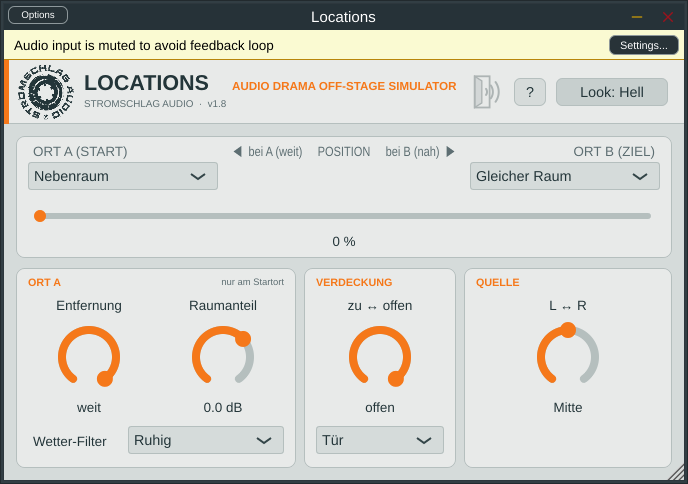 Options
Locations
Audio input is muted to avoid feedback loop
Settings...
STROMSCHLAG AUDIO
LOCATIONS
AUDIO DRAMA OFF-STAGE SIMULATOR
STROMSCHLAG AUDIO · v1.8
?
Look: Hell
ORT A (START)
◀ bei A (weit) POSITION bei B (nah) ▶
ORT B (ZIEL)
Nebenraum
Gleicher Raum
0 %
ORT A
nur am Startort
Entfernung
Raumanteil
weit
0.0 dB
Wetter-Filter
Ruhig
VERDECKUNG
zu ↔ offen
offen
Tür
QUELLE
L ↔ R
Mitte